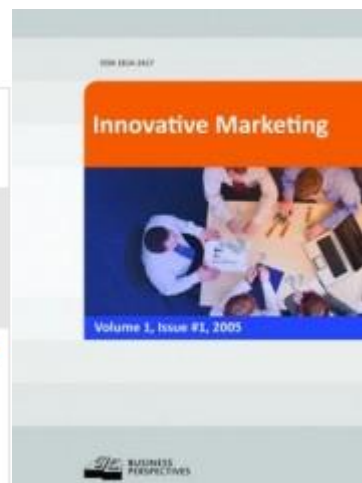 Innovative Marketing
Volume 1, Issue #1, 2005
BUSINESS
PERSPECTIVES